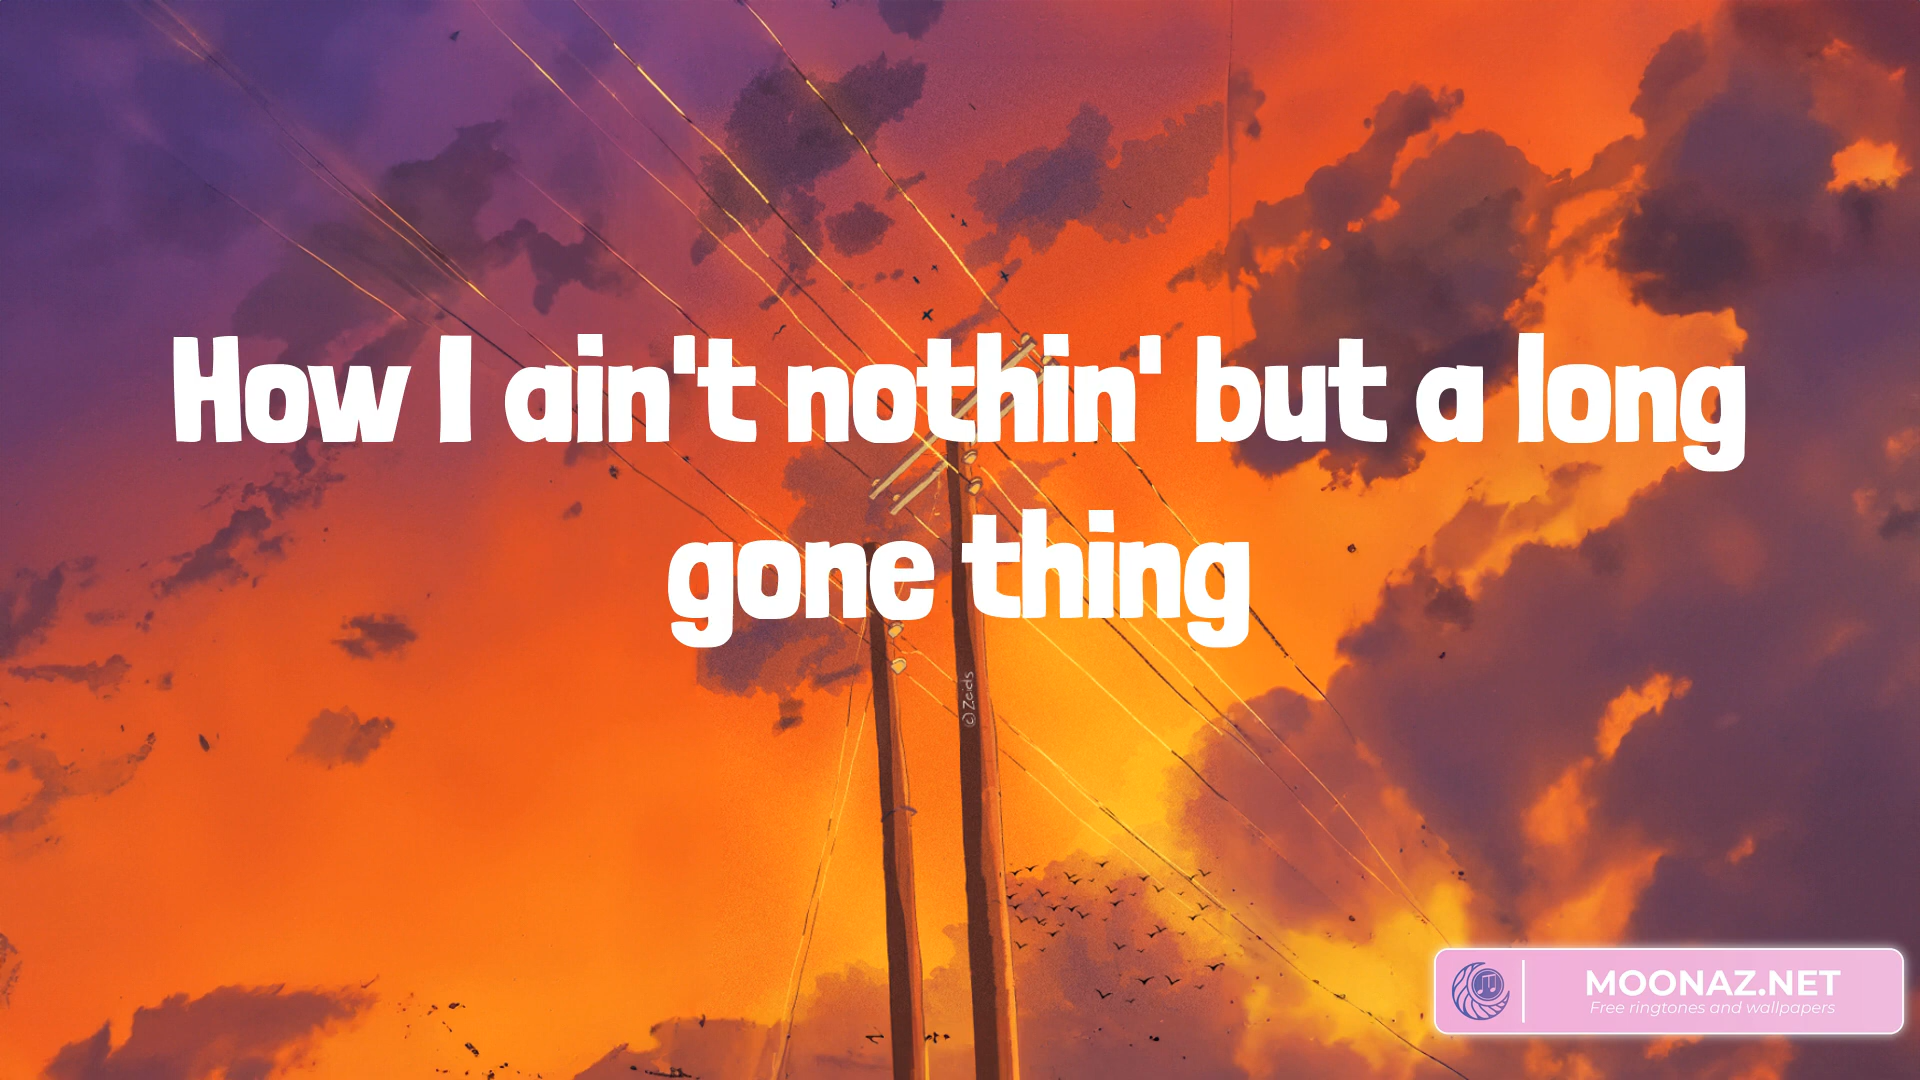 How I ain't nothin' but a long
gone thing
© Zeids
MOONAZ.NET
Free ringtones and wallpapers